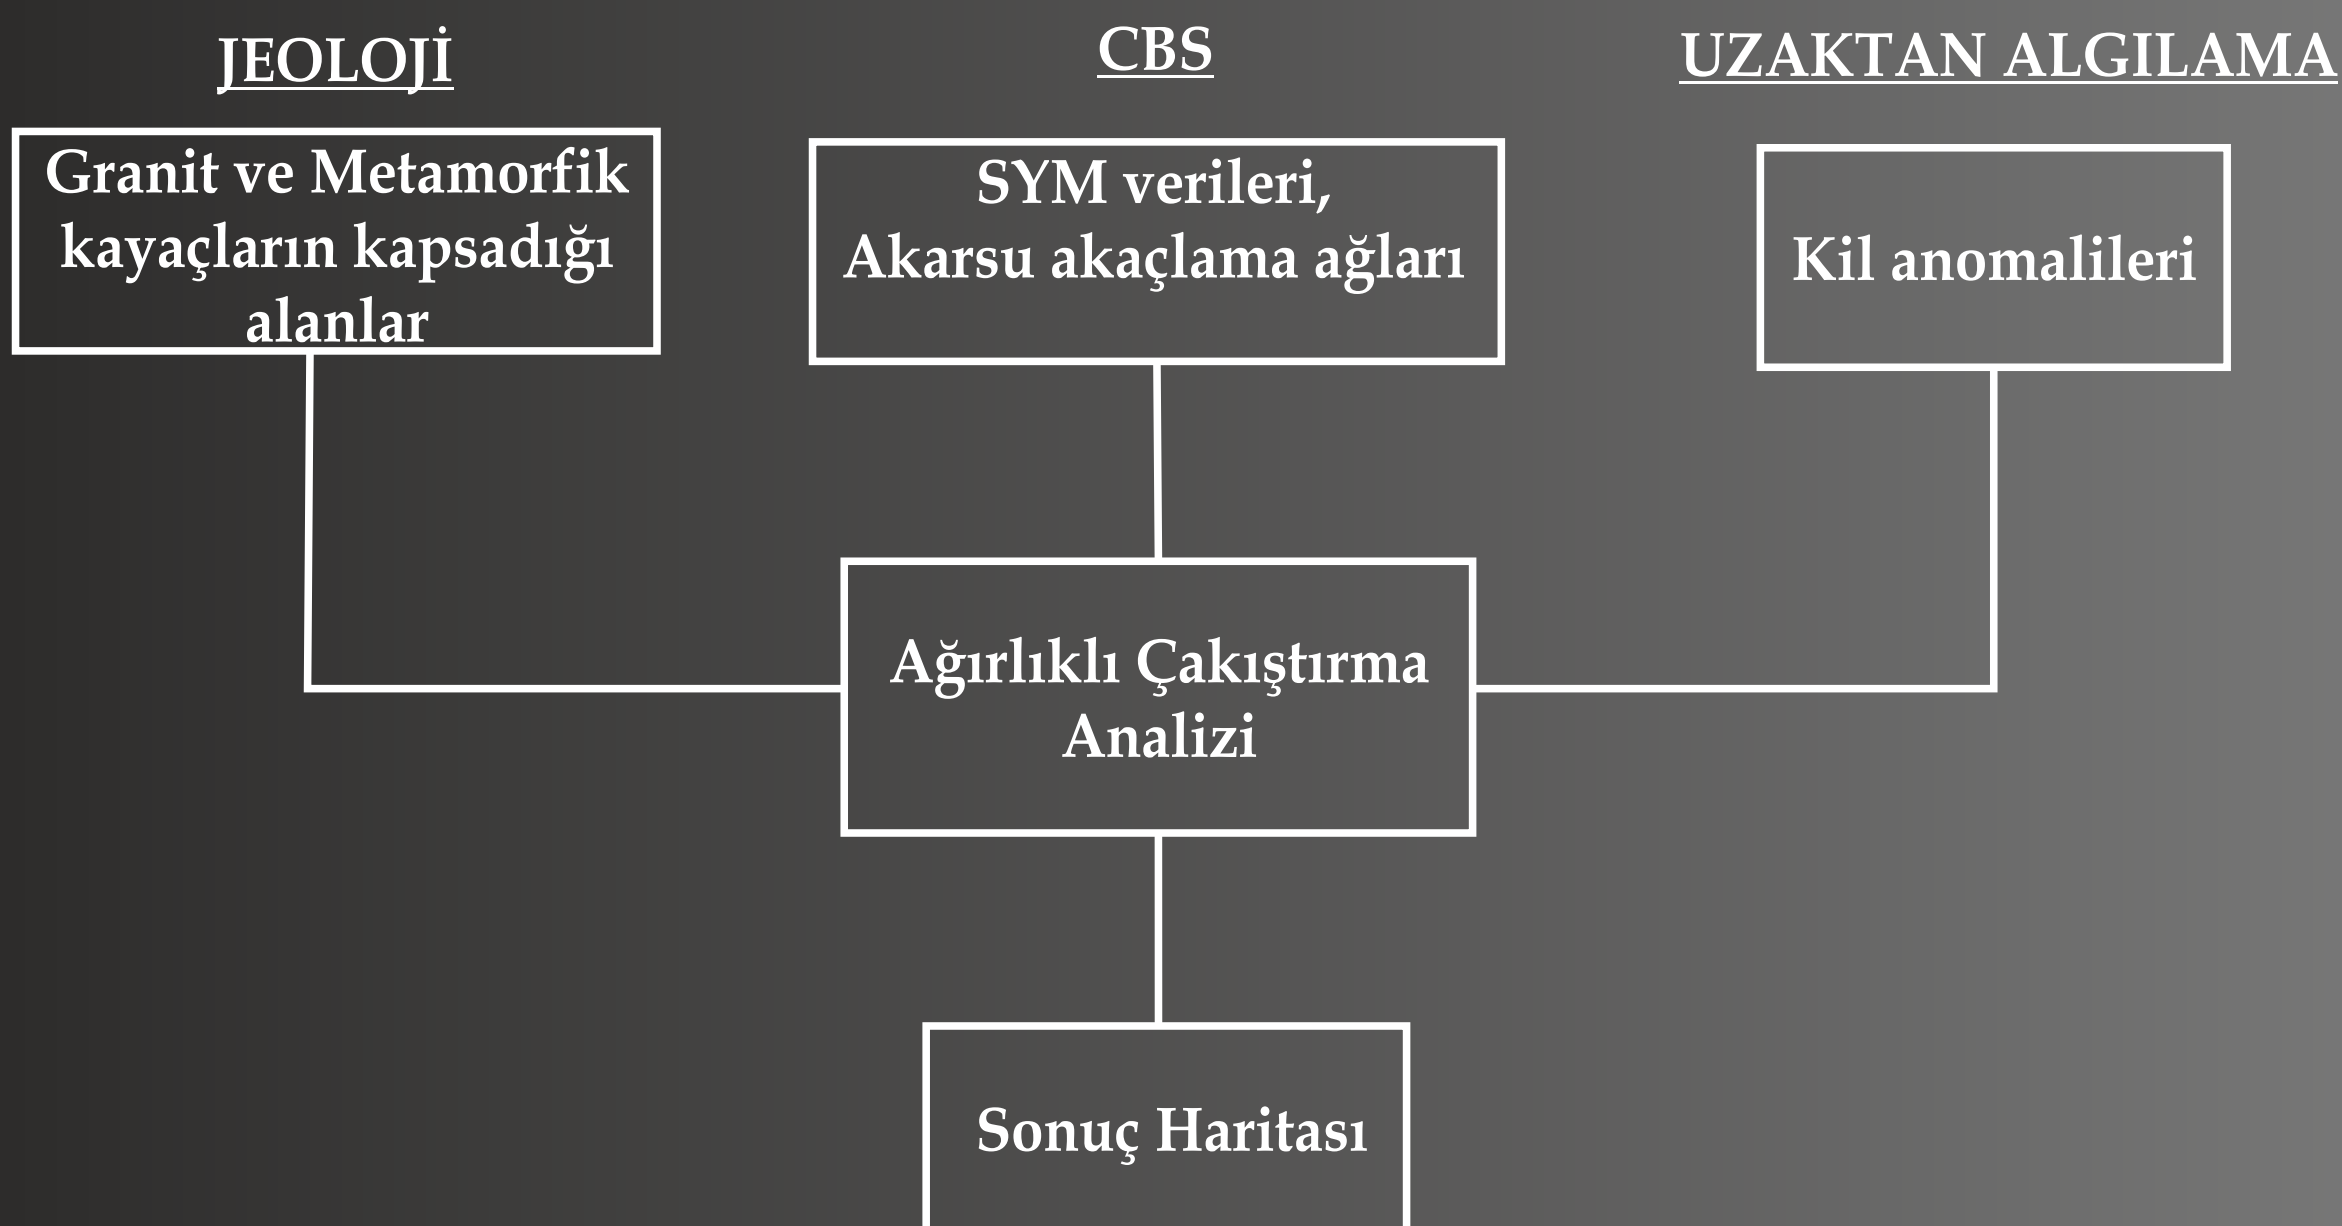 JEOLOJİ
CBS
UZAKTAN ALGILAMA
Granit ve Metamorfik
kayaçların kapsadığı
alanlar
SYM verileri,
Akarsu akaçlama ağları
Kil anomalileri
Ağırlıklı Çakıştırma
Analizi
Sonuç Haritası